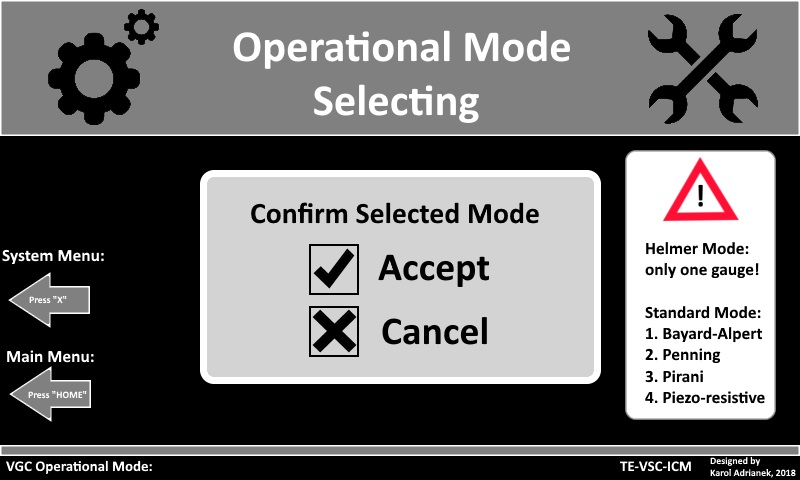 Operational Mode
Selecting
Confirm Selected Mode
Accept
Cancel
System Menu:
Press "X"
Main Menu:
Press "HOME"
!
Helmer Mode:
only one gauge!
Standard Mode:
1. Bayard-Alpert
2. Penning
3. Pirani
4. Piezo-resistive
VGC Operational Mode:
TE-VSC-ICM
Designed by
Karol Adrianek, 2018